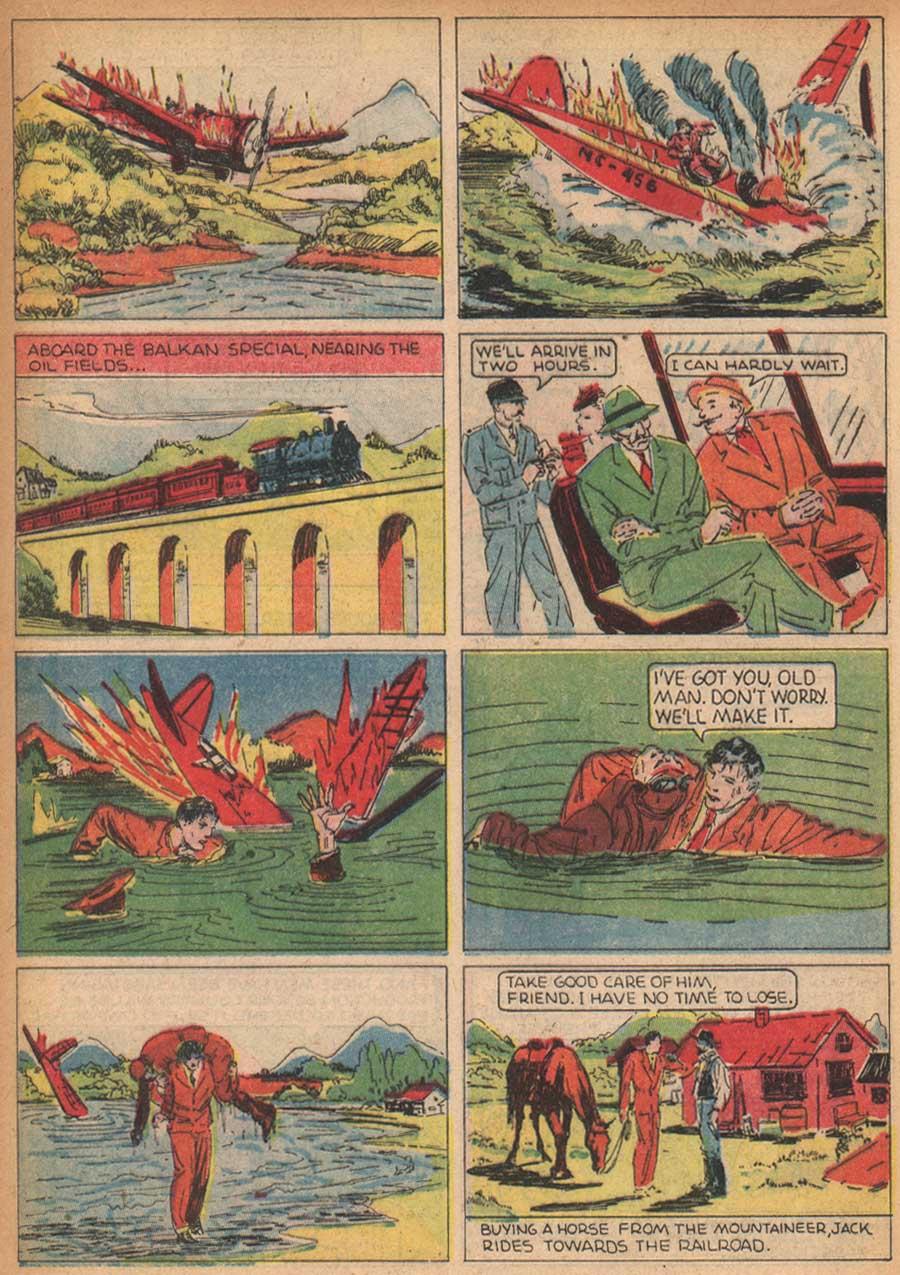 NC-456
ABOARD THE BALKAN SPECIAL, NEARING THE
OIL FIELDS...
WE'LL ARRIVE IN
TWO HOURS.
I CAN HARDLY WAIT.
I'VE GOT YOU, OLD
MAN. DON'T WORRY.
WE'LL MAKE IT.
TAKE GOOD CARE OF HIM,
FRIEND. I HAVE NO TIME TO LOSE.
BUYING A HORSE FROM THE MOUNTAINEER, JACK
RIDES TOWARDS THE RAILROAD.